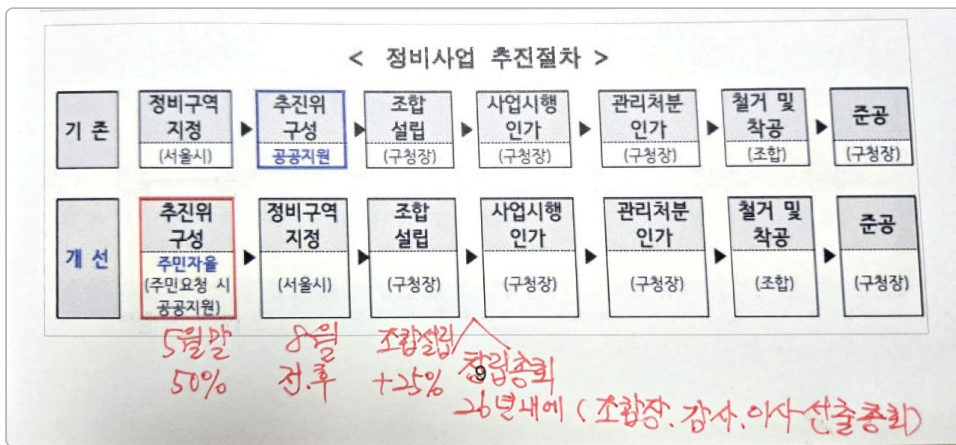 < 정비사업 추진절차 >
기 존
정비구역
지정
(서울시)
추진위
구성
공공지원
조합
설립
(구청장)
사업시행
인가
(구청장)
관리처분
인가
(구청장)
철거 및
착공
(조합)
준공
(구청장)
개 선
추진위
구성
주민자율
(주민요청 시
공공지원)
정비구역
지정
(서울시)
조합
설립
(구청장)
사업시행
인가
(구청장)
관리처분
인가
(구청장)
철거 및
착공
(조합)
준공
(구청장)
5월말
50%
8월
전.후
조합설립
+25%
창립총회
9
26년내에 (조합장.감사.이사 선출총회)